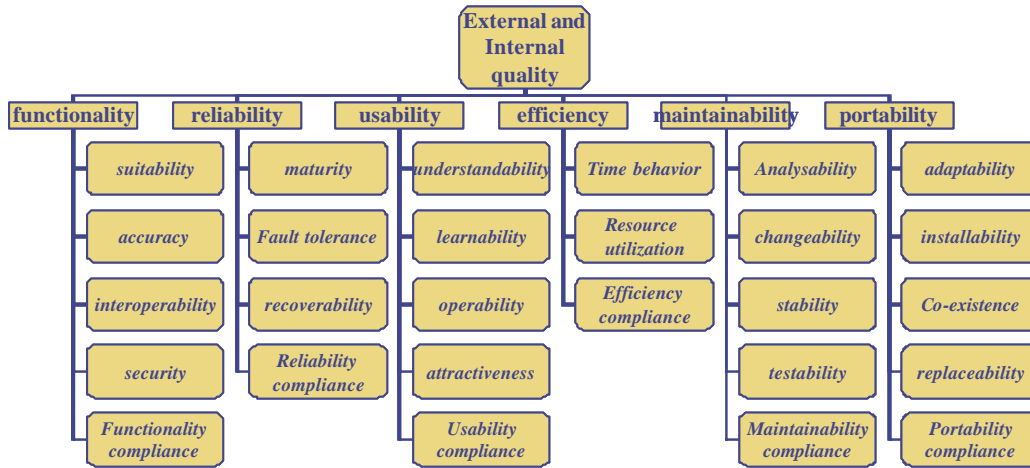 External and
Internal
quality
functionality
reliability
usability
efficiency
maintainability
portability
suitability
accuracy
interoperability
security
Functionality
compliance
maturity
Fault tolerance
recoverability
Reliability
compliance
understandability
learnability
operability
attractiveness
Usability
compliance
Time behavior
Resource
utilization
Efficiency
compliance
Analysability
changeability
stability
testability
Maintainability
compliance
adaptability
installability
Co-existence
replaceability
Portability
compliance